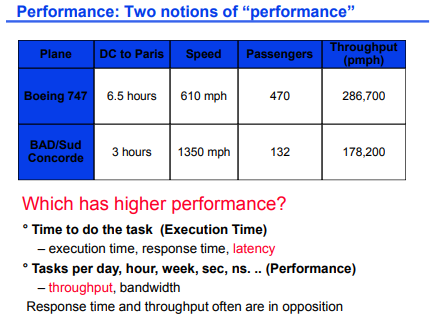 Performance: Two notions of “performance”
Plane DC to Paris Speed Passengers Throughput (pmph)
Boeing 747 6.5 hours 610 mph 470 286,700
BAD/Sud Concorde 3 hours 1350 mph 132 178,200
Which has higher performance?
° Time to do the task (Execution Time)
– execution time, response time, latency
° Tasks per day, hour, week, sec, ns. .. (Performance)
– throughput, bandwidth
Response time and throughput often are in opposition